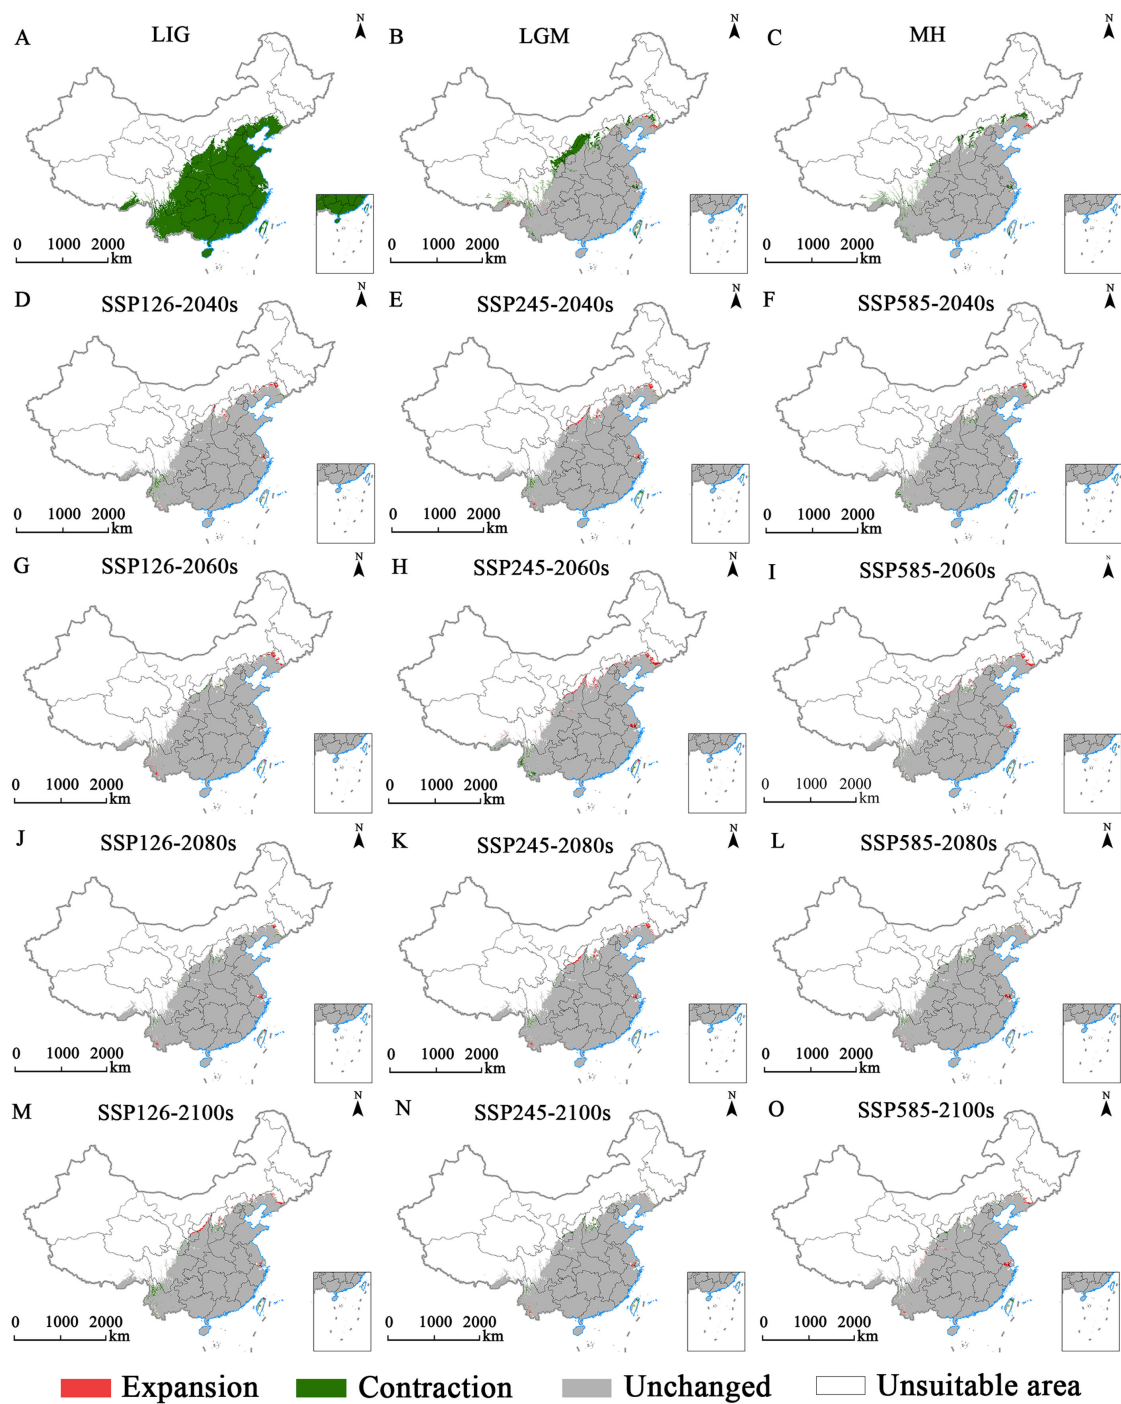 A LIG N
B LGM N
C MH N
0 1000 2000 km
0 1000 2000 km
0 1000 2000 km
D SSP126-2040s N
E SSP245-2040s N
F SSP585-2040s N
0 1000 2000 km
0 1000 2000 km
0 1000 2000 km
G SSP126-2060s N
H SSP245-2060s N
I SSP585-2060s N
0 1000 2000 km
0 1000 2000 km
0 1000 2000 km
J SSP126-2080s N
K SSP245-2080s N
L SSP585-2080s N
0 1000 2000 km
0 1000 2000 km
0 1000 2000 km
M SSP126-2100s N
N SSP245-2100s N
O SSP585-2100s N
0 1000 2000 km
0 1000 2000 km
0 1000 2000 km
Expansion Contraction Unchanged Unsuitable area